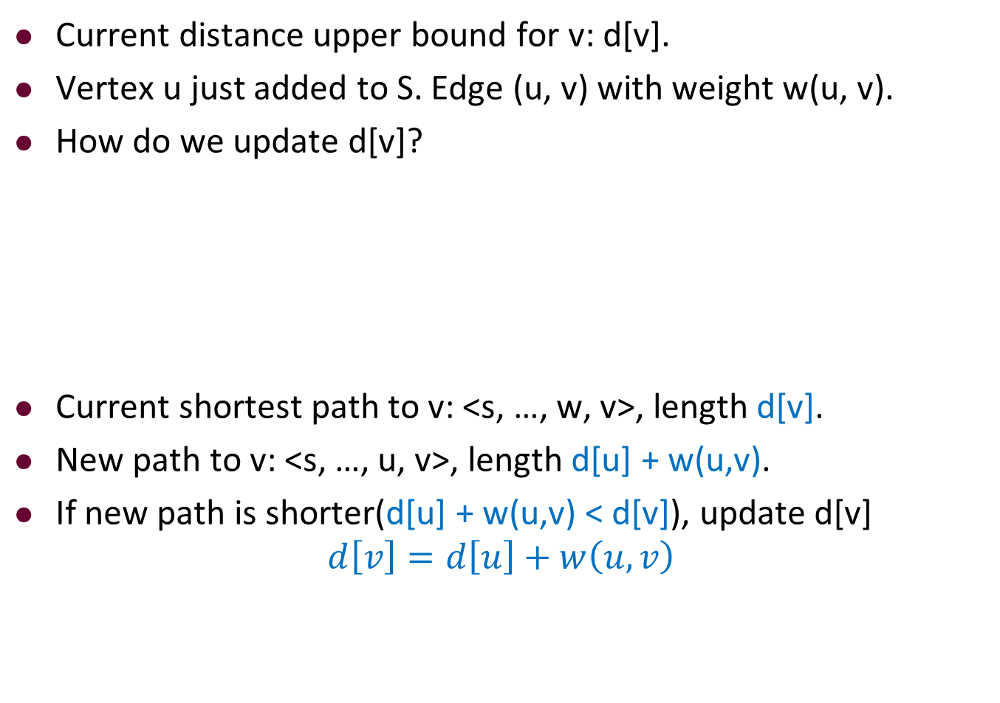 ● Current distance upper bound for v: d[v].
● Vertex u just added to S. Edge (u, v) with weight w(u, v).
● How do we update d[v]?
● Current shortest path to v: <s, …, w, v>, length d[v].
● New path to v: <s, …, u, v>, length d[u] + w(u,v).
● If new path is shorter(d[u] + w(u,v) < d[v]), update d[v]
𝑑[𝑣] = 𝑑[𝑢] + 𝑤(𝑢, 𝑣)